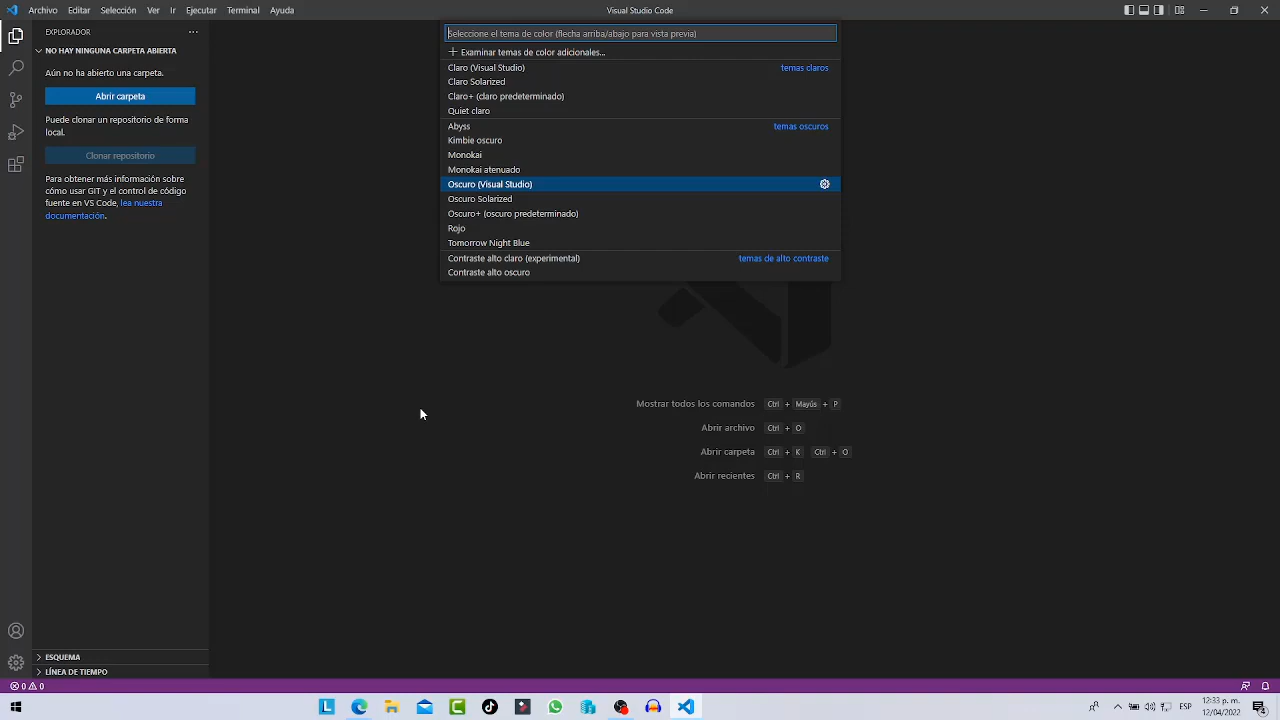 Archivo Editar Selección Ver Ir Ejecutar Terminal Ayuda
Visual Studio Code
EXPLORADOR
NO HAY NINGUNA CARPETA ABIERTA
Aún no ha abierto una carpeta.
Abrir carpeta
Puede clonar un repositorio de forma
local.
Clonar repositorio
Para obtener más información sobre
cómo usar GIT y el control de código
fuente en VS Code, lea nuestra
documentación.
Seleccione el tema de color (flecha arriba/abajo para vista previa)
Examinar temas de color adicionales...
Claro (Visual Studio) temas claros
Claro Solarized
Claro+ (claro predeterminado)
Quiet claro
Abyss temas oscuros
Kimbie oscuro
Monokai
Monokai atenuado
Oscuro (Visual Studio)
Oscuro Solarized
Oscuro+ (oscuro predeterminado)
Rojo
Tomorrow Night Blue
Contraste alto claro (experimental) temas de alto contraste
Contraste alto oscuro
Mostrar todos los comandos Ctrl + Mayús + P
Abrir archivo Ctrl + O
Abrir carpeta Ctrl + K Ctrl + O
Abrir recientes Ctrl + R
ESQUEMA
LÍNEA DE TIEMPO
0 0
L
ESP
12:33 p. m.
12/04/2022